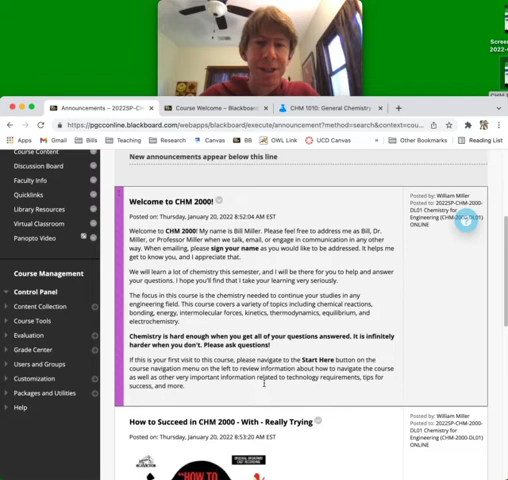 Screen
2022-4
CHM 1010:
Announcements – 2022SP-CHM-2000-
Course Welcome – Blackboard
CHM 1010: General Chemistry
https://pgcconline.blackboard.com/webapps/blackboard/execute/announcement?method=search&context=cou...
Apps
Gmail
Docs
Dog
Teaching
Research
Canvas
BB
OWL Link
UCD Canvas
Other Bookmarks
Reading List
Course Content
Discussion Board
Faculty Info
Quicklinks
Library Resources
Virtual Classroom
Panopto Video
Course Management
Control Panel
Content Collection
Course Tools
Evaluation
Grade Center
Users and Groups
Customization
Packages and Utilities
Help
New announcements appear below this line
Welcome to CHM 2000!
Posted on: Thursday, January 20, 2022 8:52:04 AM EST
Welcome to CHM 2000! My name is Bill Miller. Please feel free to address me as Bill, Dr.
Miller, or Professor Miller when we talk, email, or engage in communication in any other
way. When emailing, please sign your name as you would like to be addressed. It helps me
get to know you, and I appreciate that.
We will learn a lot of chemistry this semester, and I will be there for you to help and answer
your questions. I hope you'll find that I take your learning very seriously.
The focus in this course is the chemistry needed to continue your studies in any
engineering field. This course covers a variety of topics including chemical reactions,
bonding, energy, intermolecular forces, kinetics, thermodynamics, equilibrium, and
electrochemistry.
Chemistry is hard enough when you get all of your questions answered. It is infinitely
harder when you don't. Please ask questions!
If this is your first visit to this course, please navigate to the Start Here button on the
course navigation menu on the left to review information about how to navigate the course
as well as other very important information related to technology requirements, tips for
success, and more.
Posted by: William Miller
Posted to: 2022SP-CHM-2000-
DL01 Chemistry for
Engineering (CHM-2000-DL01)
ONLINE
How to Succeed in CHM 2000 - With - Really Trying
Posted on: Thursday, January 20, 2022 8:53:20 AM EST
"HOW TO
Posted by: William Miller
Posted to: 2022SP-CHM-2000-
DL01 Chemistry for
Engineering (CHM-2000-DL01)
ONLINE